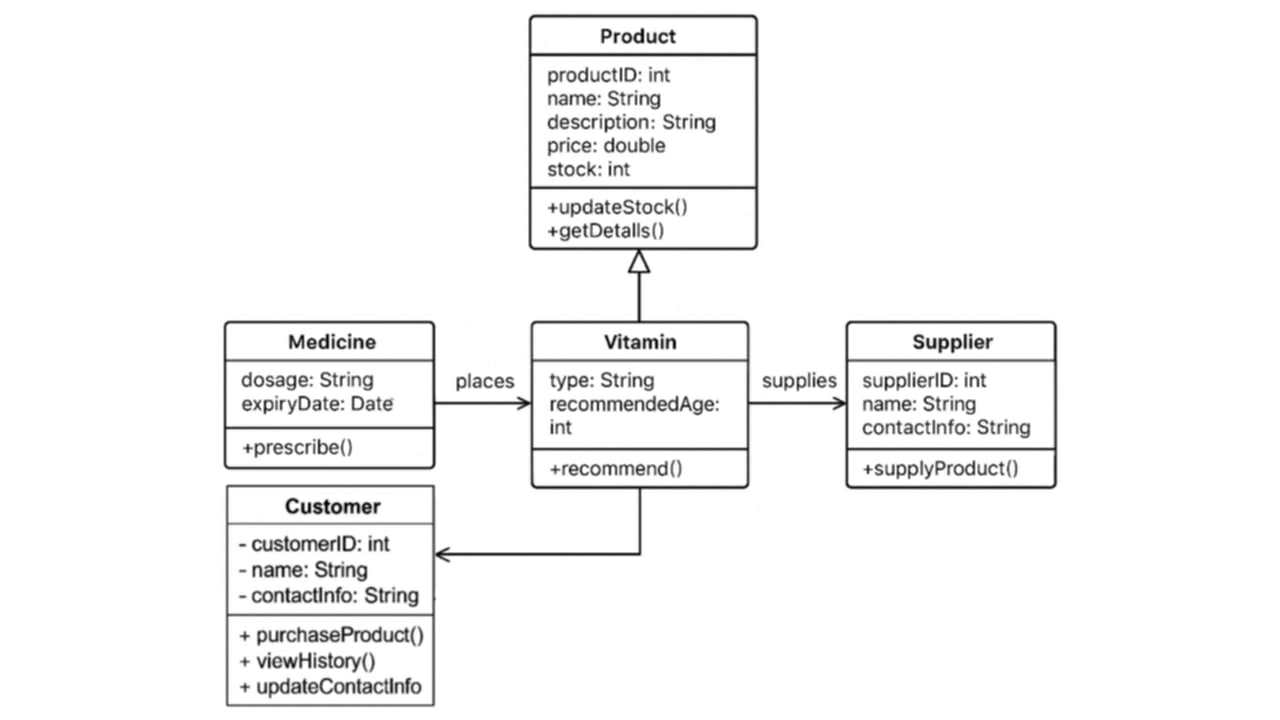 Product
productID: int
name: String
description: String
price: double
stock: int
+updateStock()
+getDetalls()
Medicine
dosage: String
expiryDate: Date
+prescribe()
places
Vitamin
type: String
recommendedAge:
int
+recommend()
supplies
Supplier
supplierID: int
name: String
contactInfo: String
+supplyProduct()
Customer
- customerID: int
- name: String
- contactInfo: String
+ purchaseProduct()
+ viewHistory()
+ updateContactInfo